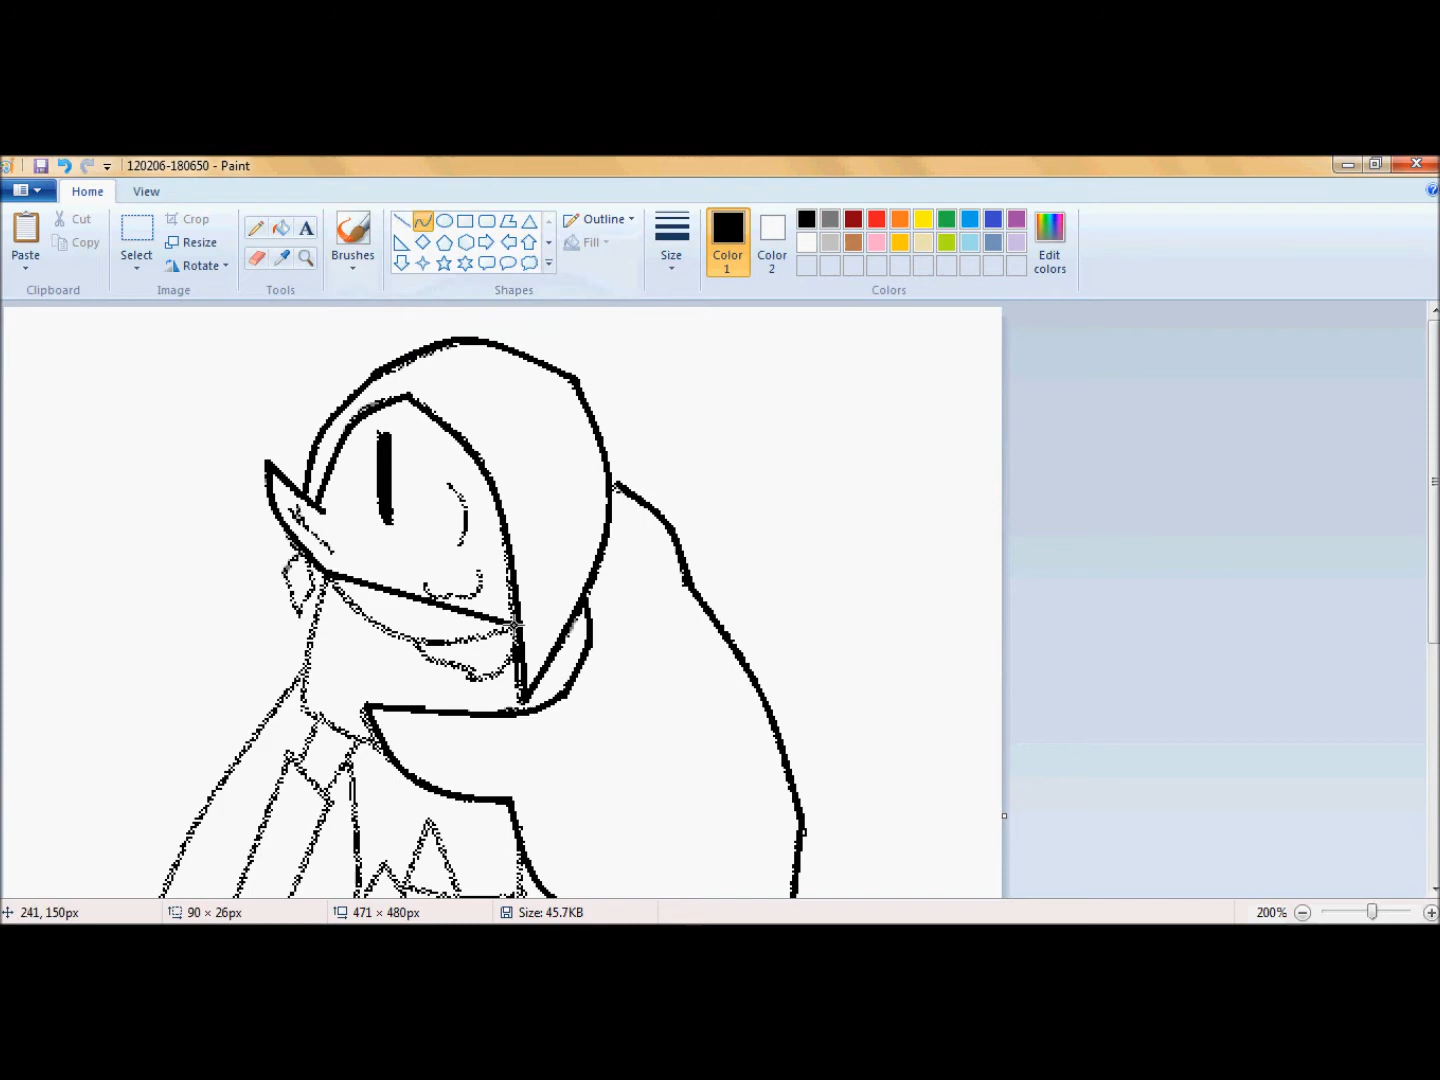 120206-180650 - Paint
Home View
Paste
Cut
Copy
Clipboard
Select
Crop
Resize
Rotate
Image
A
Tools
Brushes
Outline
Fill
Shapes
Size
Color
1
Color
2
Edit
colors
Colors
241, 150px
90 × 26px
471 × 480px
Size: 45.7KB
200%